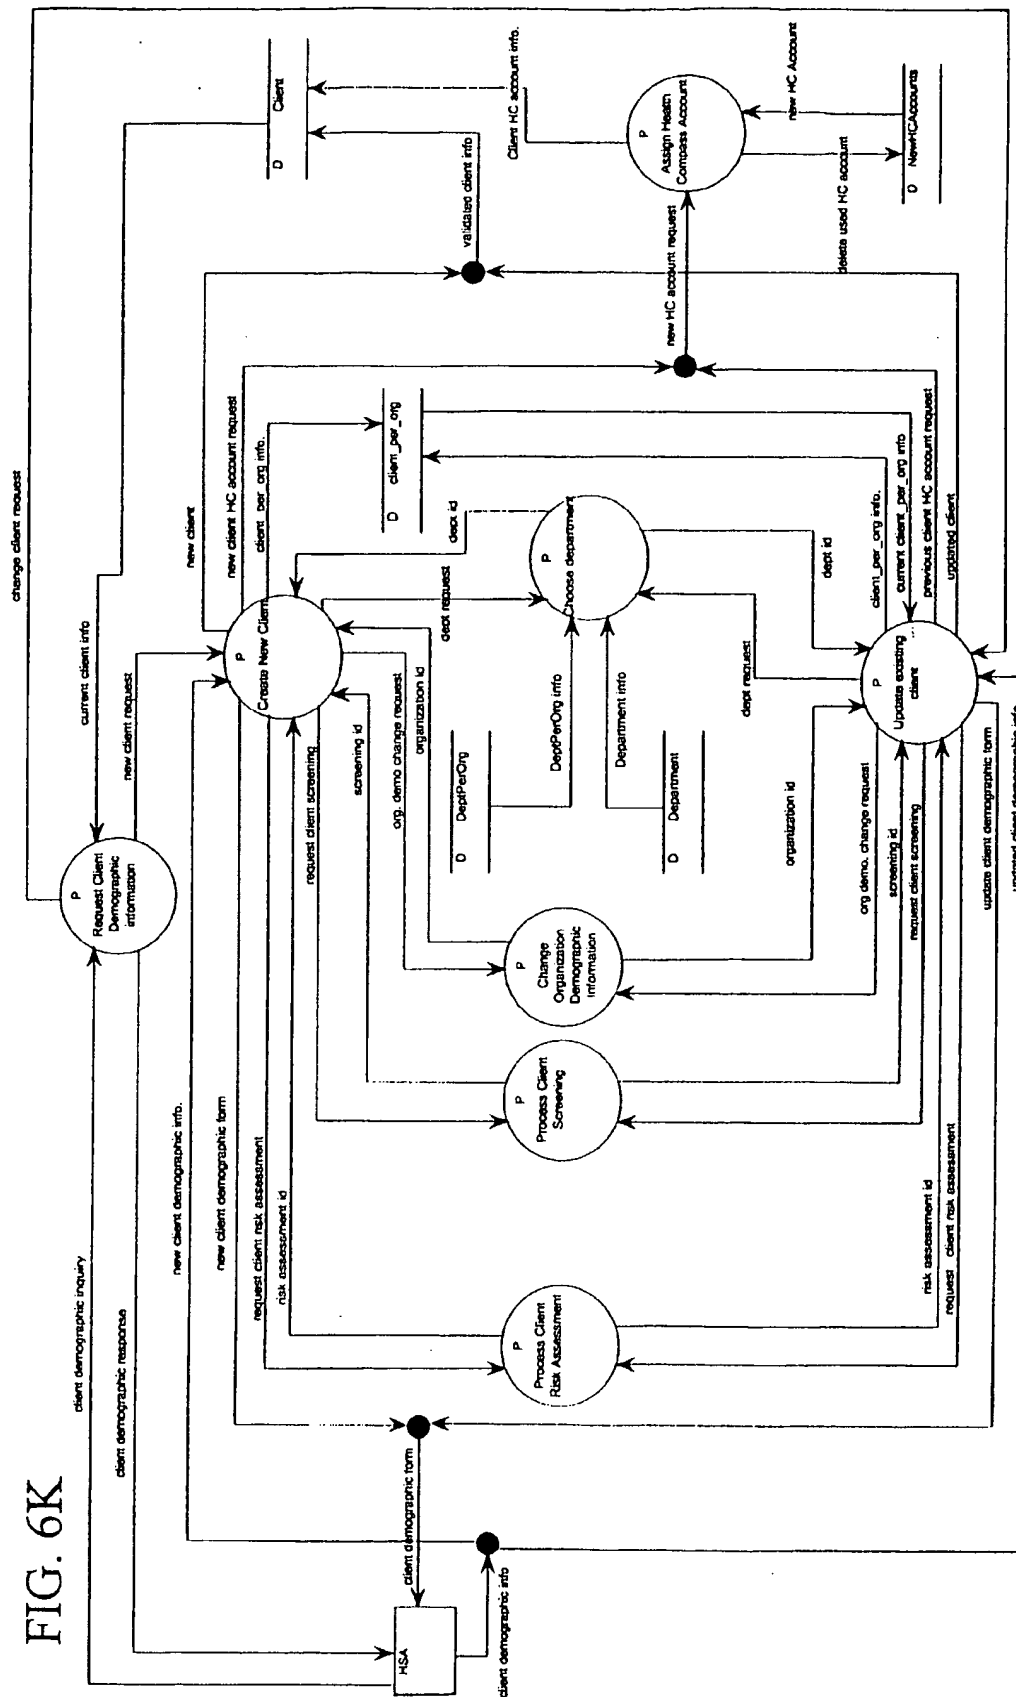 FIG. 6K
change client request
current client info
new client request
P
Request Client
Demographic
information
client demographic inquiry
client demographic response
D Client
validated client info
Client HC account info.
P
Assign Health
Compass Account
new HC Account
delete used HC account
D NewHCAccounts
new HC account request
new client
new client HC account request
client_per_org info.
D client_per_org
P
Create New Client
dept id
dept request
organization id
org. demo change request
screening id
request client screening
new client demographic info.
new client demographic form
request client risk assessment
risk assessment id
P
Choose department
DeptPerOrg info
Department info
D DeptPerOrg
D Department
dept id
dept request
P
Change
Organization
Demographic
Information
P
Process Client
Screening
P
Process Client
Risk Assessment
client_per_org info.
current client_per_org info
previous client HC account request
updated client
P
Update existing
client
organization id
org demo. change request
screening id
request client screening
risk assessment id
request client risk assessment
update client demographic form
updated client demographic info
client demographic form
HSA
client demographic info